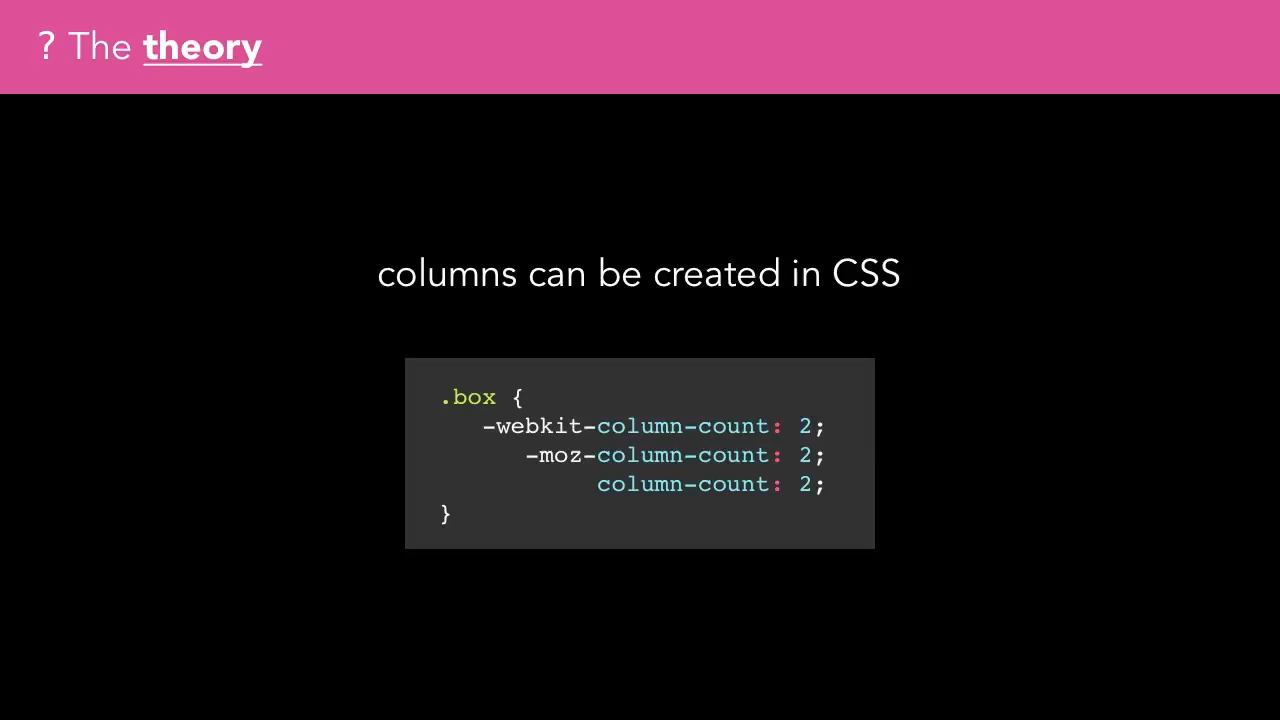 ? The theory
columns can be created in CSS
.box {
   -webkit-column-count: 2;
      -moz-column-count: 2;
           column-count: 2;
}